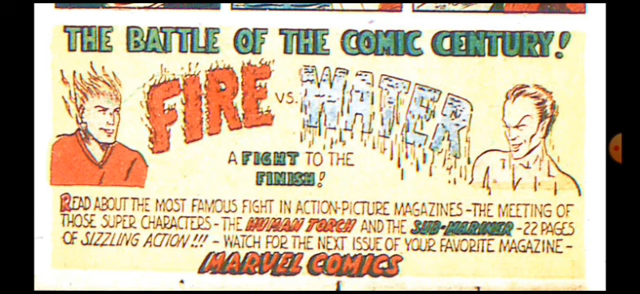 THE BATTLE OF THE COMIC CENTURY!
FIRE VS. WATER
A FIGHT TO THE
FINISH!
READ ABOUT THE MOST FAMOUS FIGHT IN ACTION-PICTURE MAGAZINES - THE MEETING OF
THOSE SUPER CHARACTERS - THE HUMAN TORCH AND THE SUB-MARINER - 22 PAGES
OF SIZZLING ACTION!!! - WATCH FOR THE NEXT ISSUE OF YOUR FAVORITE MAGAZINE -
MARVEL COMICS